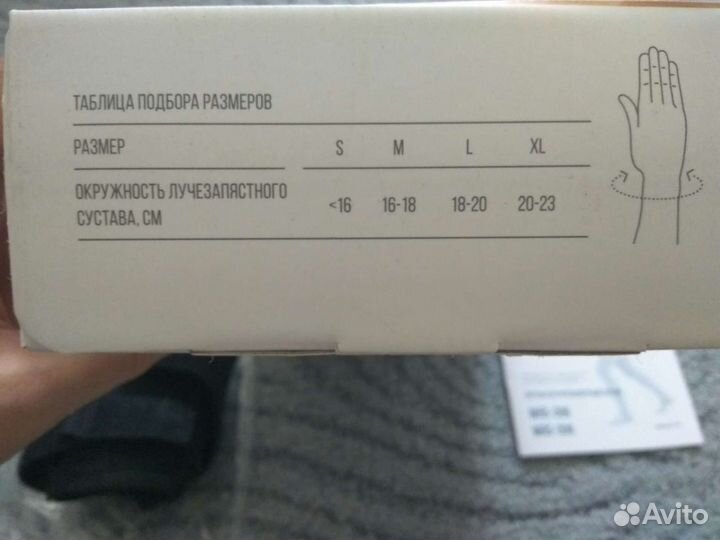 ТАБЛИЦА ПОДБОРА РАЗМЕРОВ
РАЗМЕР S M L XL
ОКРУЖНОСТЬ ЛУЧЕЗАПЯСТНОГО
СУСТАВА, СМ <16 16-18 18-20 20-23
Avito